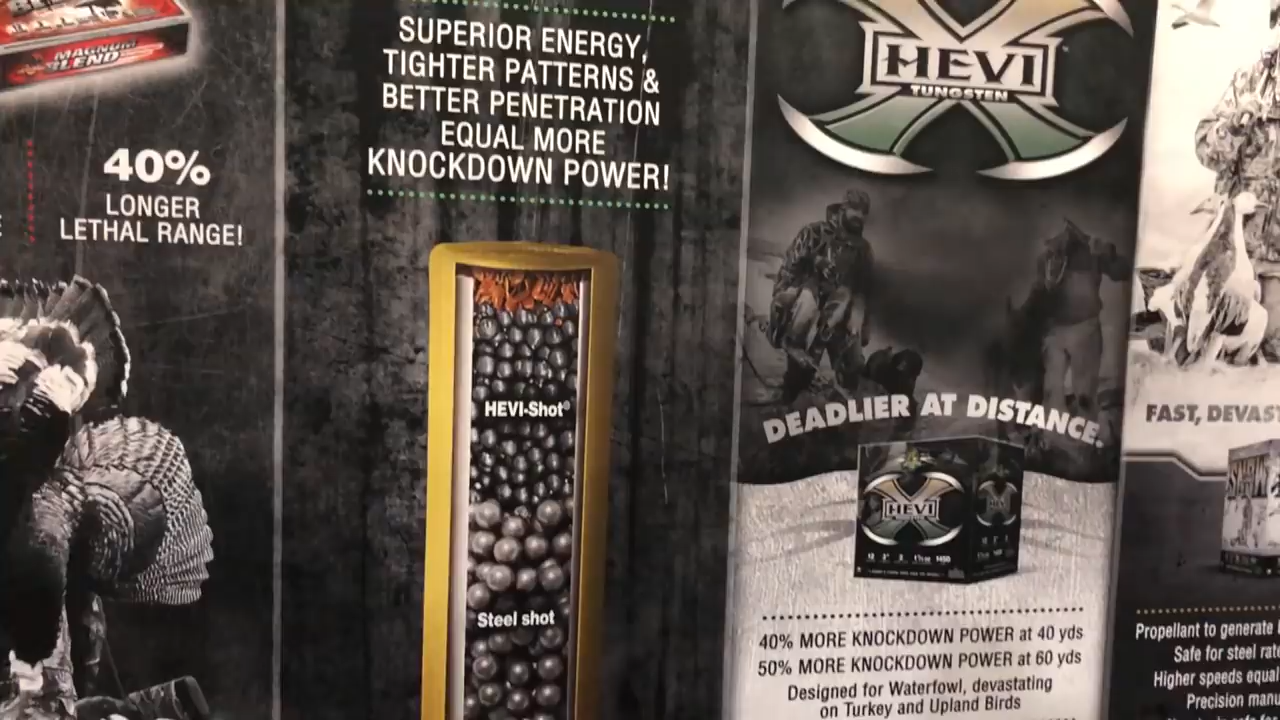 MAGNUM
BLEND
40%
LONGER
LETHAL RANGE!
SUPERIOR ENERGY,
TIGHTER PATTERNS &
BETTER PENETRATION
EQUAL MORE
KNOCKDOWN POWER!
HEVI-Shot®
Steel shot
HEVI
TUNGSTEN
DEADLIER AT DISTANCE.
HEVI
40% MORE KNOCKDOWN POWER at 40 yds
50% MORE KNOCKDOWN POWER at 60 yds
Designed for Waterfowl, devastating
on Turkey and Upland Birds
FAST, DEVAST
Propellant to generate
Safe for steel rate
Higher speeds equal
Precision manu